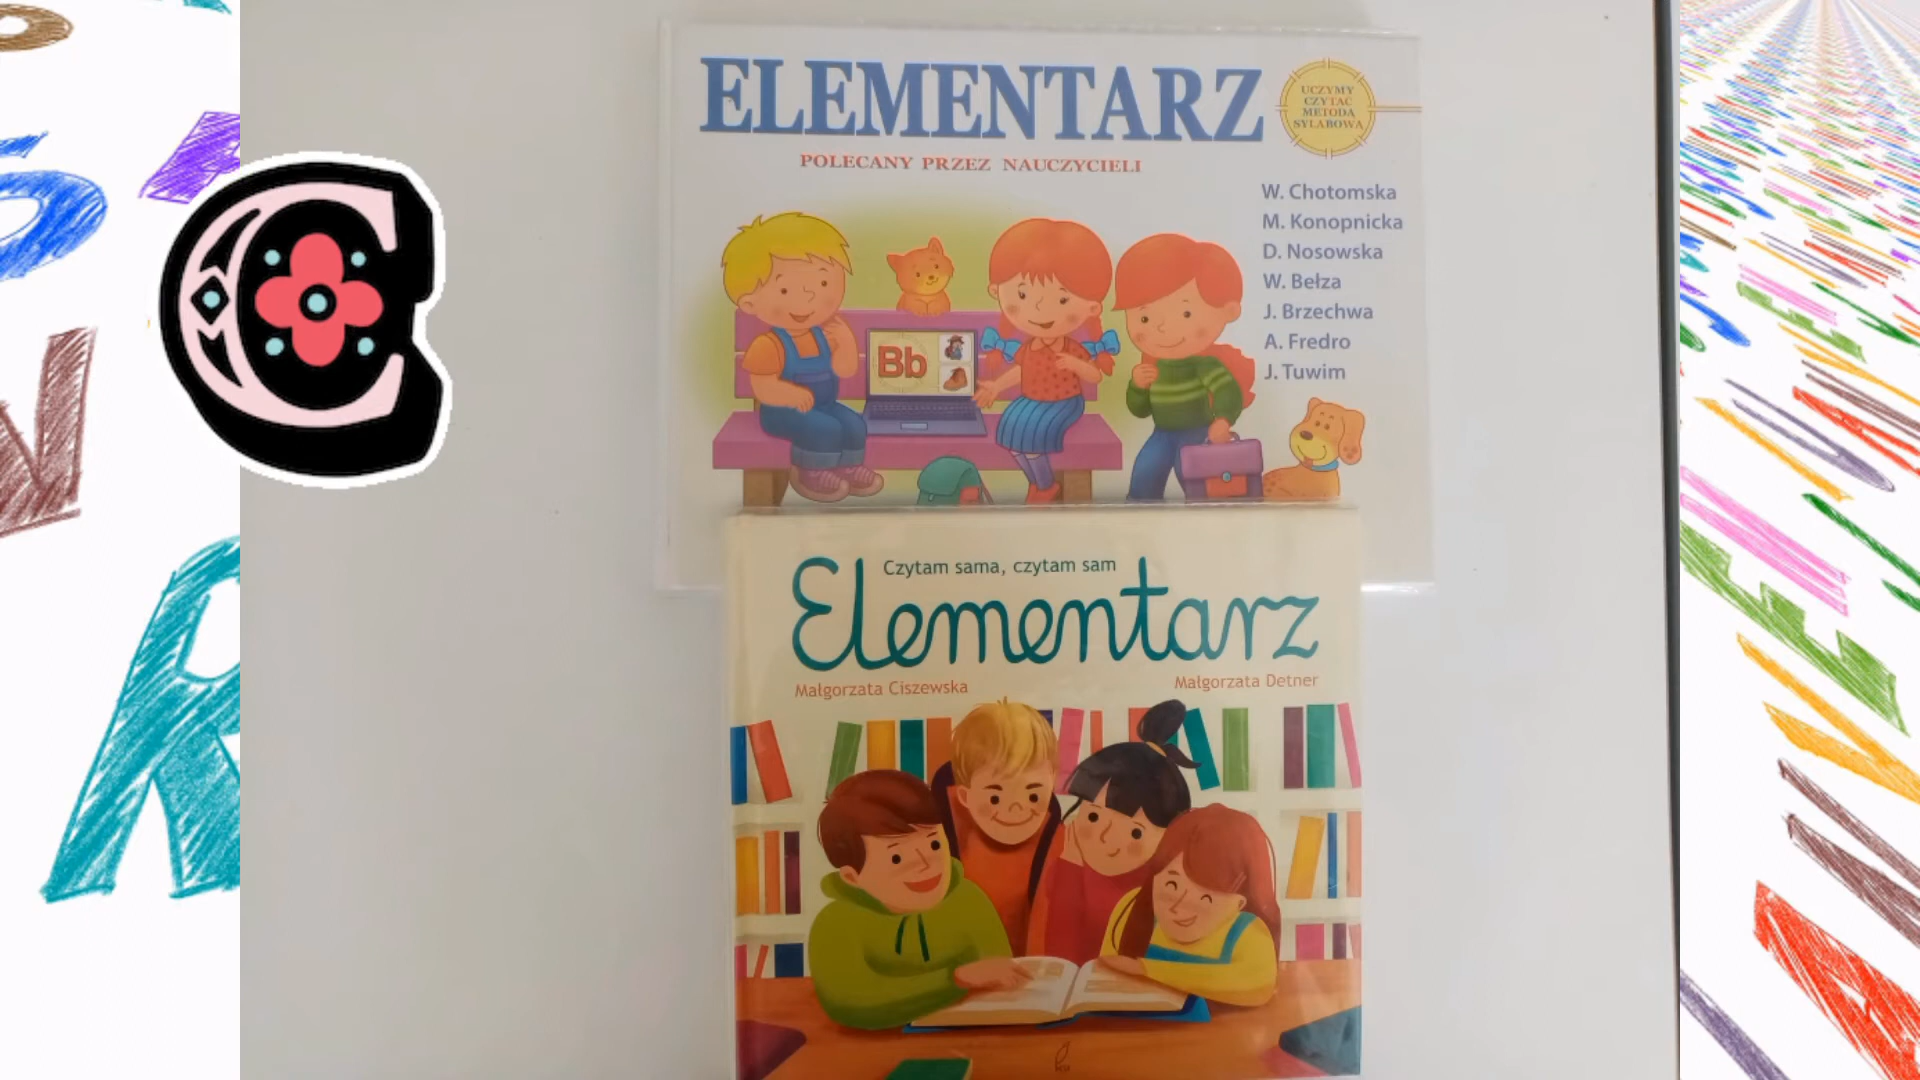 C
ELEMENTARZ
POLECANY PRZEZ NAUCZYCIELI
UCZYMY
CZYTAĆ
METODĄ
SYLABOWĄ
W. Chotomska
M. Konopnicka
D. Nosowska
W. Bełza
J. Brzechwa
A. Fredro
J. Tuwim
Bb
Czytam sama, czytam sam
Elementarz
Małgorzata Ciszewska
Małgorzata Detner